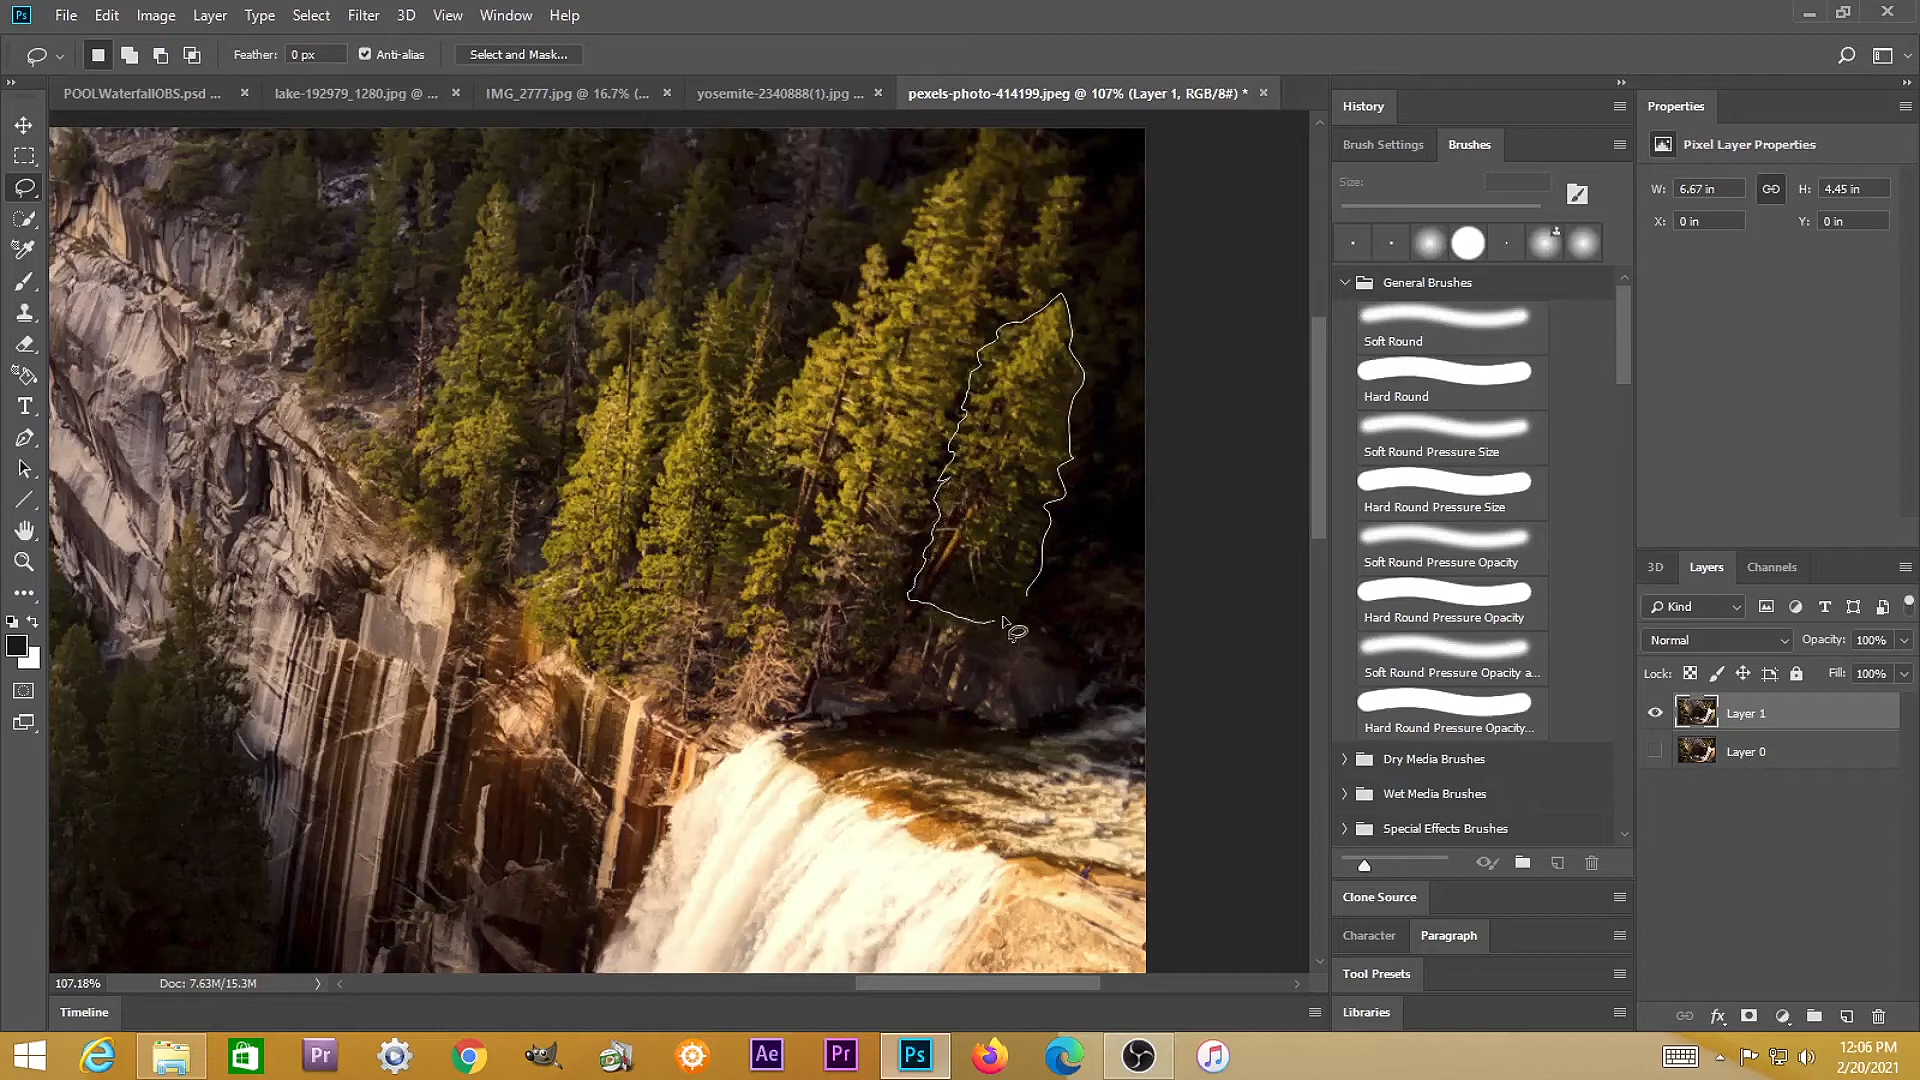 Ps File Edit Image Layer Type Select Filter 3D View Window Help
Feather: 0 px Anti-alias Select and Mask...
POOLWaterfallOBS.psd ... × lake-192979_1280.jpg @ ... × IMG_2777.jpg @ 16.7% (... × yosemite-2340888(1).jpg ... × pexels-photo-414199.jpeg @ 107% (Layer 1, RGB/8#) * ×
History
Brush Settings Brushes
Size:
General Brushes
Soft Round
Hard Round
Soft Round Pressure Size
Hard Round Pressure Size
Soft Round Pressure Opacity
Hard Round Pressure Opacity
Soft Round Pressure Opacity a...
Hard Round Pressure Opacity...
Dry Media Brushes
Wet Media Brushes
Special Effects Brushes
Clone Source
Character Paragraph
Tool Presets
Libraries
Properties
Pixel Layer Properties
W: 6.67 in H: 4.45 in
X: 0 in Y: 0 in
3D Layers Channels
Kind
Normal Opacity: 100%
Lock: Fill: 100%
Layer 1
Layer 0
fx
107.18% Doc: 7.63M/15.3M
Timeline
Pr Ae Pr Ps
12:06 PM
2/20/2021